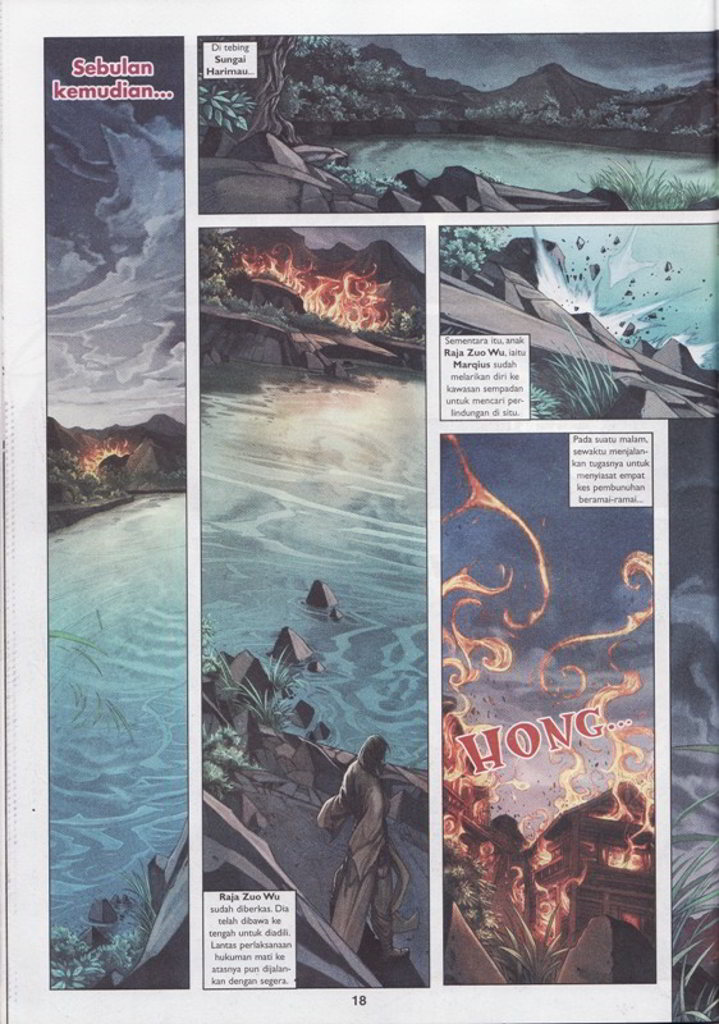 Sebulan
kemudian...
Di tebing
Sungai
Harimau...
Raja Zuo Wu
sudah diberkas. Dia
telah dibawa ke
tengah untuk diadili.
Lantas perlaksanaan
hukuman mati ke
atasnya pun dijalan-
kan dengan segera.
Sementara itu, anak
Raja Zuo Wu, iaitu
Marqius sudah
melarikan diri ke
kawasan sempadan
untuk mencari per-
lindungan di situ.
Pada suatu malam,
sewaktu menjalan-
kan tugasnya untuk
menyiasat empat
kes pembunuhan
beramai-ramai...
HONG...
18